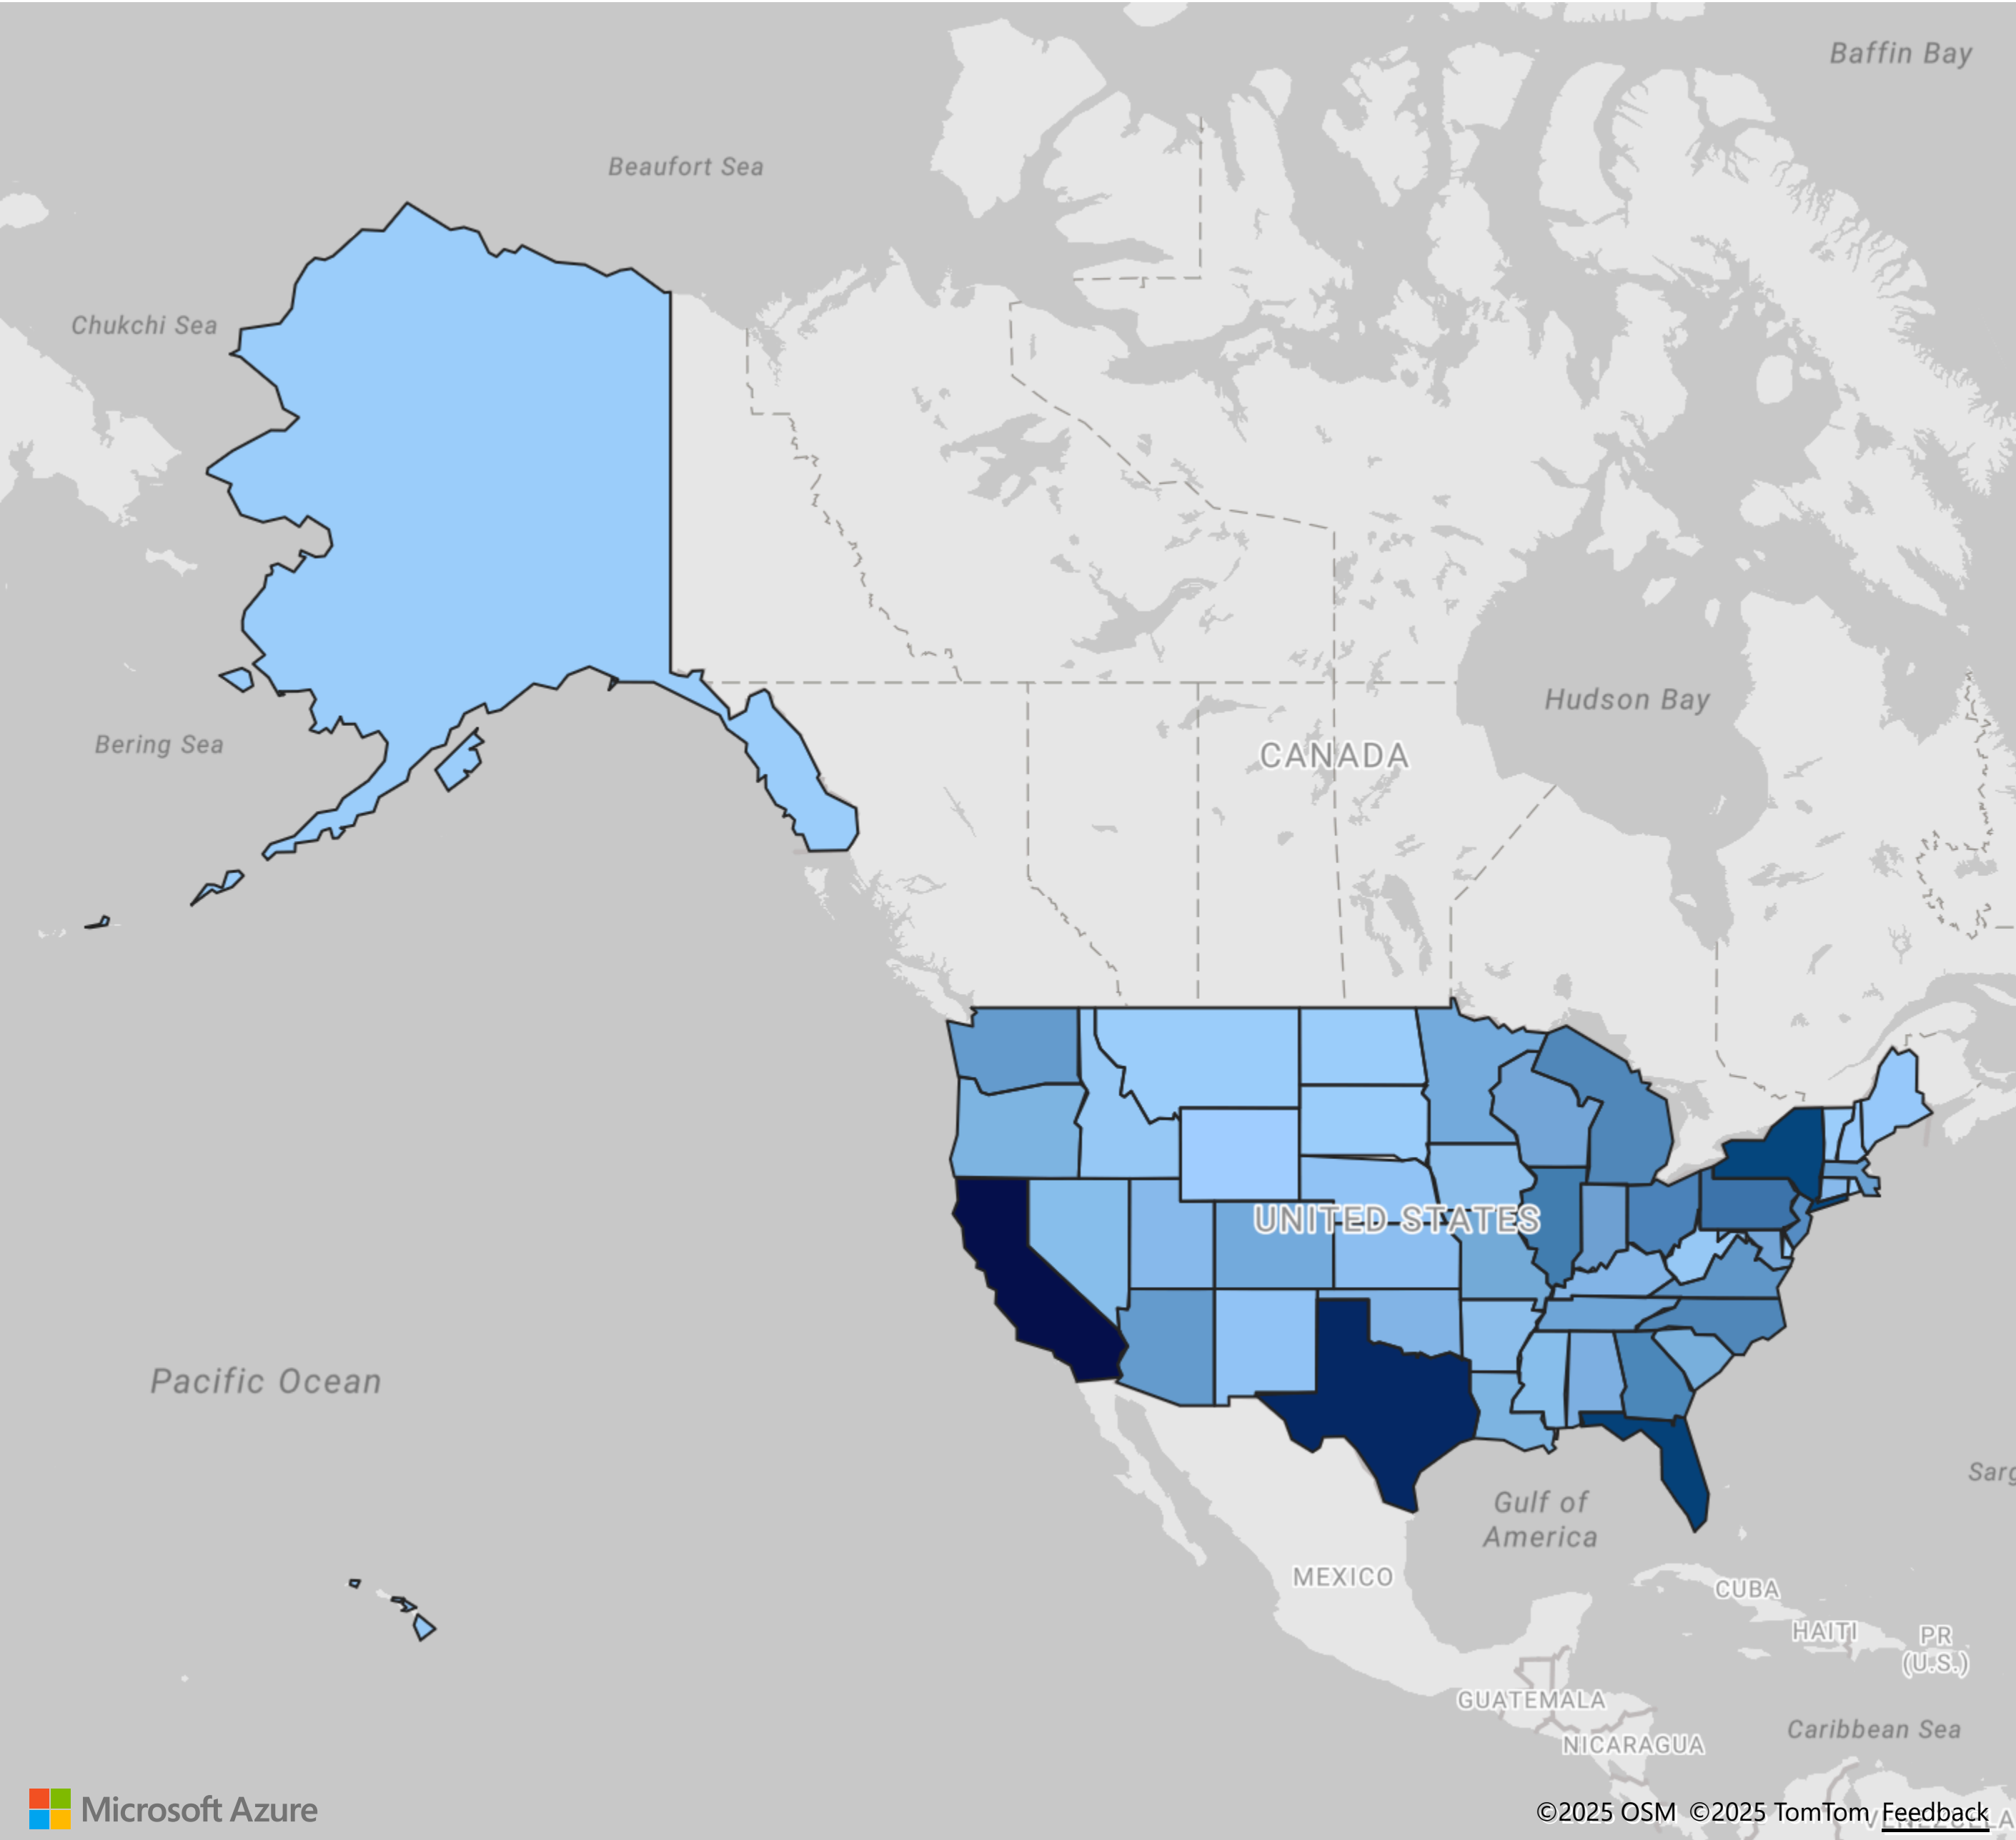 Baffin Bay
Beaufort Sea
Chukchi Sea
Hudson Bay
Bering Sea
CANADA
UNITED STATES
Pacific Ocean
Sarg
Gulf of
America
MEXICO
CUBA
HAITI
PR
(U.S.)
GUATEMALA
Caribbean Sea
NICARAGUA
Microsoft Azure
©2025 OSM ©2025 TomTom Feedback